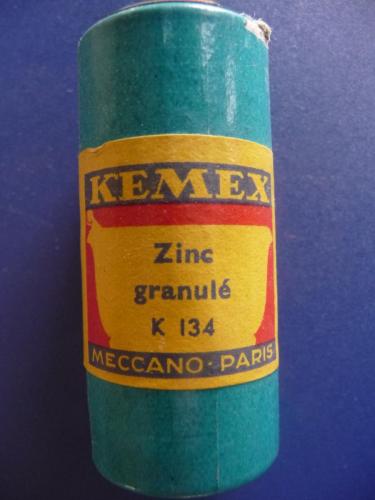 KEMEX
Zinc
granulé
K 134
MECCANO · PARIS